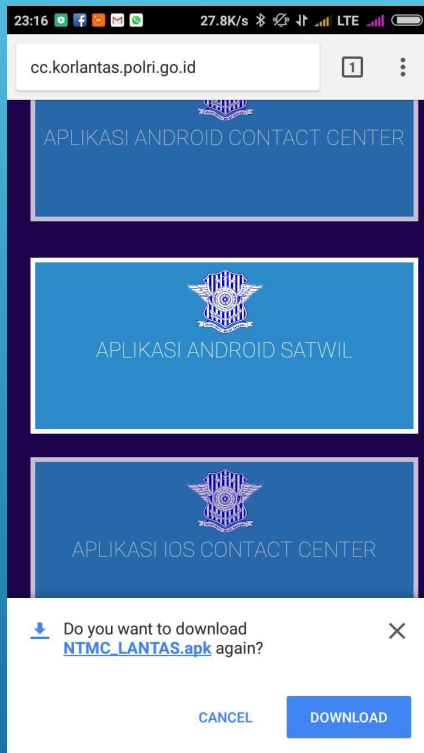 23:16 27.8K/s LTE
cc.korlantas.polri.go.id 1
APLIKASI ANDROID CONTACT CENTER
APLIKASI ANDROID SATWIL
APLIKASI IOS CONTACT CENTER
Do you want to download
NTMC_LANTAS.apk again?
CANCEL DOWNLOAD